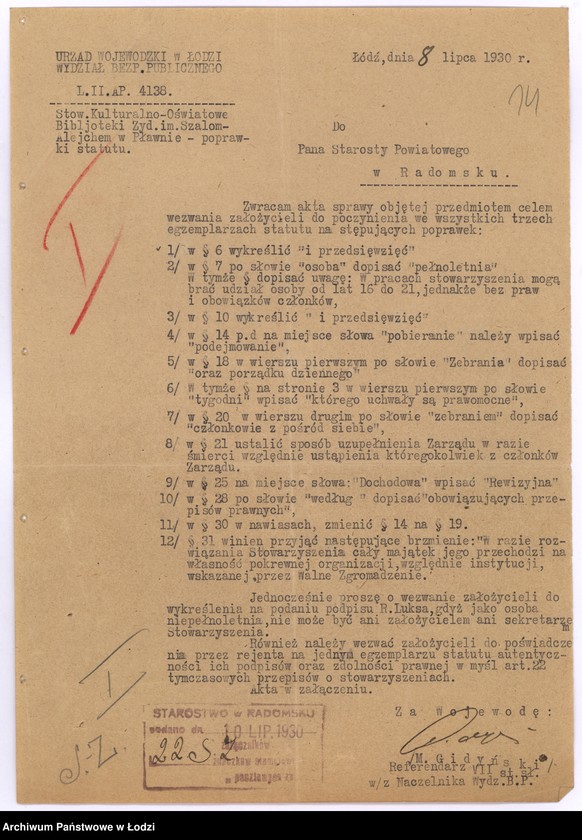 URZĄD WOJEWÓDZKI w ŁODZI
WYDZIAŁ BEZP.PUBLICZNEGO
L.II.AP. 4138.
Stow.Kulturalno-Oświatowe
Bibljoteki Żyd.im.Szalom-
Alejchem w Pławnie - popraw-
ki statutu.
Łódź, dnia 8 lipca 1930 r.
14
Do
Pana Starosty Powiatowego
w Radomsku.
Zwracam akta sprawy objętej przedmiotem celem
wezwania założycieli do poczynienia we wszystkich trzech
egzemplarzach statutu na stępujących poprawek:
1/ w § 6 wykreślić "i przedsięwzięć"
2/ w § 7 po słowie "osoba" dopisać "pełnoletnia"
W tymże § dopisać uwagę: W pracach stowarzyszenia mogą
brać udział osoby od lat 16 do 21, jednakże bez praw
i obowiązków członków,
3/ w § 10 wykreślić " i przedsięwzięć"
4/ w § 14 p.d na miejsce słowa "pobieranie" należy wpisać
"podejmowanie",
5/ w § 18 w wierszu pierwszym po słowie "Zebrania" dopisać
"oraz porządku dziennego"
6/ W tymże § na stronie 3 w wierszu pierwszym po słowie
"tygodni" wpisać "którego uchwały są prawomocne",
7/ w § 20 w wierszu drugim po słowie "zebraniem" dopisać
"członkowie z pośród siebie",
8/ w § 21 ustalić sposób uzupełnienia Zarządu w razie
śmierci względnie ustąpienia któregokolwiek z członków
Zarządu.
9/ w § 25 na miejsce słowa:"Dochodowa" wpisać "Rewizyjna"
10/ w § 28 po słowie "według " dopisać"obowiązujących prze-
pisów prawnych",
11/ w § 30 w nawiasach, zmienić § 14 na § 19.
12/ § 31 winien przyjąć następujące brzmienie:"W razie roz-
wiązania Stowarzyszenia cały majątek jego przechodzi na
własność pokrewnej organizacji,względnie instytucji,
wskazanej przez Walne Zgromadzenie.
Jednocześnie proszę o wezwanie założycieli do
wykreślenia na podaniu podpisu R.Luksa,gdyż jako osoba
niepełnoletnia,nie może być ani założycielem ani sekretarzem
Stowarzyszenia.
Również należy wezwać założycieli do poświadcze
nia przez rejenta na jednym egzemplarzu statutu autentycz-
ności ich podpisów oraz zdolności prawnej w myśl art.22
tymczasowych przepisów o stowarzyszeniach.
Akta w załączeniu.
Za Wojewodę:
/M. Gidyński/
Referendarz VII st.sł.
w/z Naczelnika Wydz.B.P.
STAROSTWO w RADOMSKU
podano dn. 10 LIP. 1930
załączników
I
I
Archiwum Państwowe w Łodzi